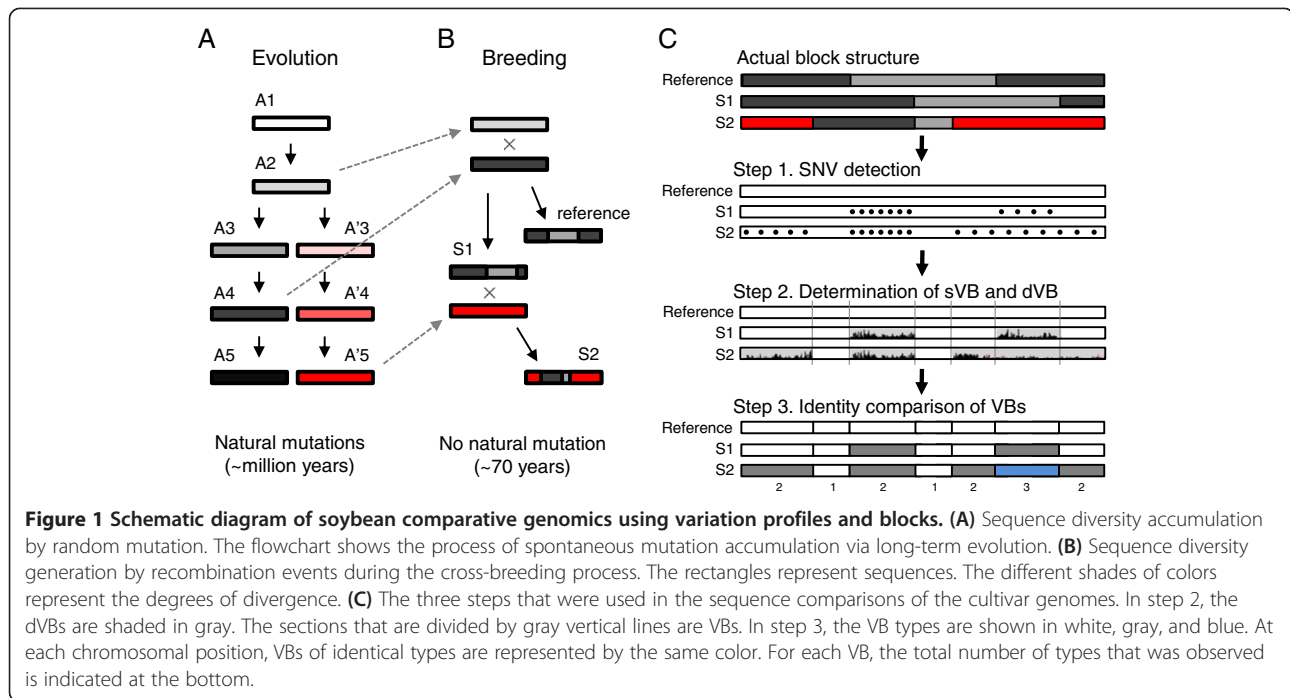 A
Evolution
A1
A2
A3
A'3
A4
A'4
A5
A'5
Natural mutations
(~million years)
B
Breeding
×
reference
S1
×
S2
No natural mutation
(~70 years)
C
Actual block structure
Reference
S1
S2
Step 1. SNV detection
Reference
S1
S2
Step 2. Determination of sVB and dVB
Reference
S1
S2
Step 3. Identity comparison of VBs
Reference
S1
S2
2 1 2 1 2 3 2
Figure 1 Schematic diagram of soybean comparative genomics using variation profiles and blocks. (A) Sequence diversity accumulation
by random mutation. The flowchart shows the process of spontaneous mutation accumulation via long-term evolution. (B) Sequence diversity
generation by recombination events during the cross-breeding process. The rectangles represent sequences. The different shades of colors
represent the degrees of divergence. (C) The three steps that were used in the sequence comparisons of the cultivar genomes. In step 2, the
dVBs are shaded in gray. The sections that are divided by gray vertical lines are VBs. In step 3, the VB types are shown in white, gray, and blue. At
each chromosomal position, VBs of identical types are represented by the same color. For each VB, the total number of types that was observed
is indicated at the bottom.